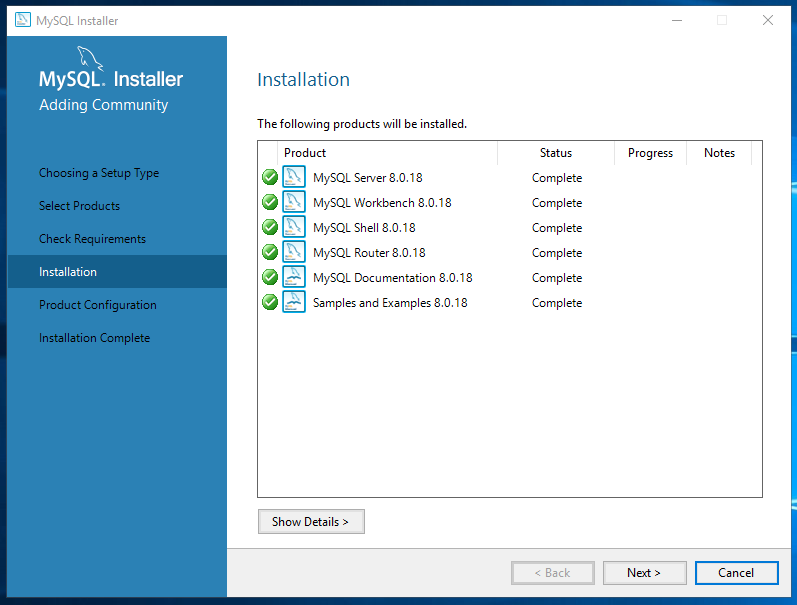 MySQL Installer
MySQL. Installer
Adding Community
Choosing a Setup Type
Select Products
Check Requirements
Installation
Product Configuration
Installation Complete
Installation
The following products will be installed.
Product Status Progress Notes
MySQL Server 8.0.18 Complete
MySQL Workbench 8.0.18 Complete
MySQL Shell 8.0.18 Complete
MySQL Router 8.0.18 Complete
MySQL Documentation 8.0.18 Complete
Samples and Examples 8.0.18 Complete
Show Details >
< Back Next > Cancel